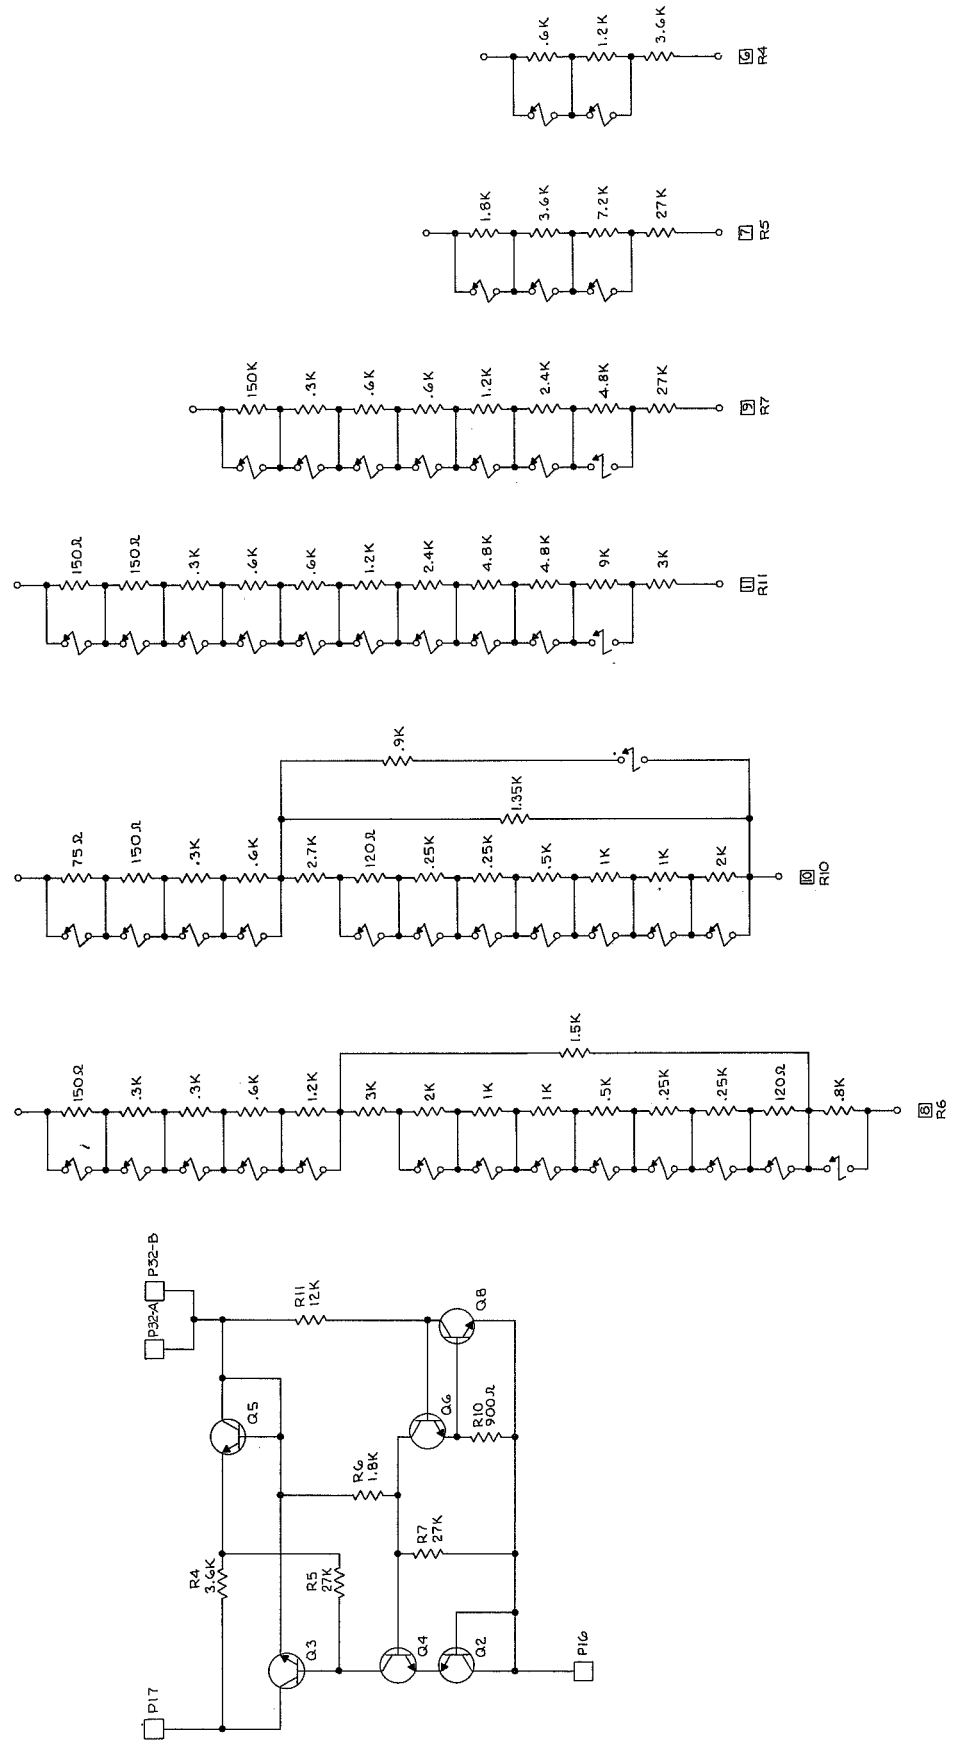 .6K
1.2K
3.6K
6
R4
1.8K
3.6K
7.2K
27K
7
R5
150K
.3K
.6K
.6K
1.2K
2.4K
4.8K
27K
9
R7
150Ω
150Ω
.3K
.6K
.6K
1.2K
2.4K
4.8K
4.8K
9K
3K
11
R11
.9K
1.35K
75Ω
150Ω
.3K
.6K
2.7K
120Ω
.25K
.25K
.5K
1K
1K
2K
10
R10
1.5K
150Ω
.3K
.3K
.6K
1.2K
3K
2K
1K
1K
.5K
.25K
.25K
120Ω
.8K
8
R6
P32-A
P32-B
R11
12K
Q8
Q5
Q6
R10
900Ω
R6
1.8K
R4
3.6K
R5
27K
R7
27K
Q3
Q4
Q2
P17
P16